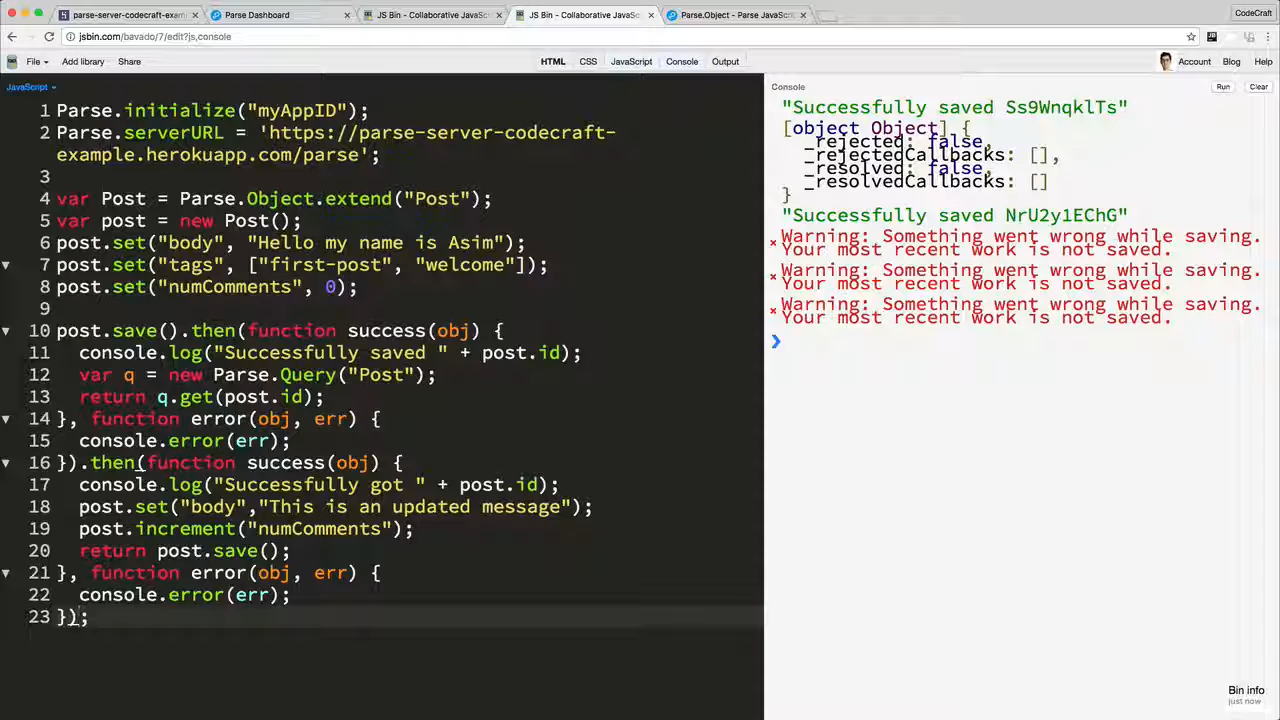 parse-server-codecraft-exam
Parse Dashboard
JS Bin - Collaborative JavaSc
JS Bin - Collaborative JavaSc
Parse.Object - Parse JavaScri
CodeCraft
jsbin.com/bavado/7/edit?js,console
File
Add library
Share
HTML
CSS
JavaScript
Console
Output
Account
Blog
Help
JavaScript
1 Parse.initialize("myAppID");
2 Parse.serverURL = 'https://parse-server-codecraft-
example.herokuapp.com/parse';
3
4 var Post = Parse.Object.extend("Post");
5 var post = new Post();
6 post.set("body", "Hello my name is Asim");
7 post.set("tags", ["first-post", "welcome"]);
8 post.set("numComments", 0);
9
10 post.save().then(function success(obj) {
11 console.log("Successfully saved " + post.id);
12 var q = new Parse.Query("Post");
13 return q.get(post.id);
14 }, function error(obj, err) {
15 console.error(err);
16 }).then(function success(obj) {
17 console.log("Successfully got " + post.id);
18 post.set("body","This is an updated message");
19 post.increment("numComments");
20 return post.save();
21 }, function error(obj, err) {
22 console.error(err);
23 });
Console
Run
Clear
"Successfully saved Ss9WnqklTs"
[object Object] {
_rejected: false,
_rejectedCallbacks: [],
_resolved: false,
_resolvedCallbacks: []
}
"Successfully saved NrU2y1EChG"
Warning: Something went wrong while saving.
Your most recent work is not saved.
Warning: Something went wrong while saving.
Your most recent work is not saved.
Warning: Something went wrong while saving.
Your most recent work is not saved.
Bin info
just now